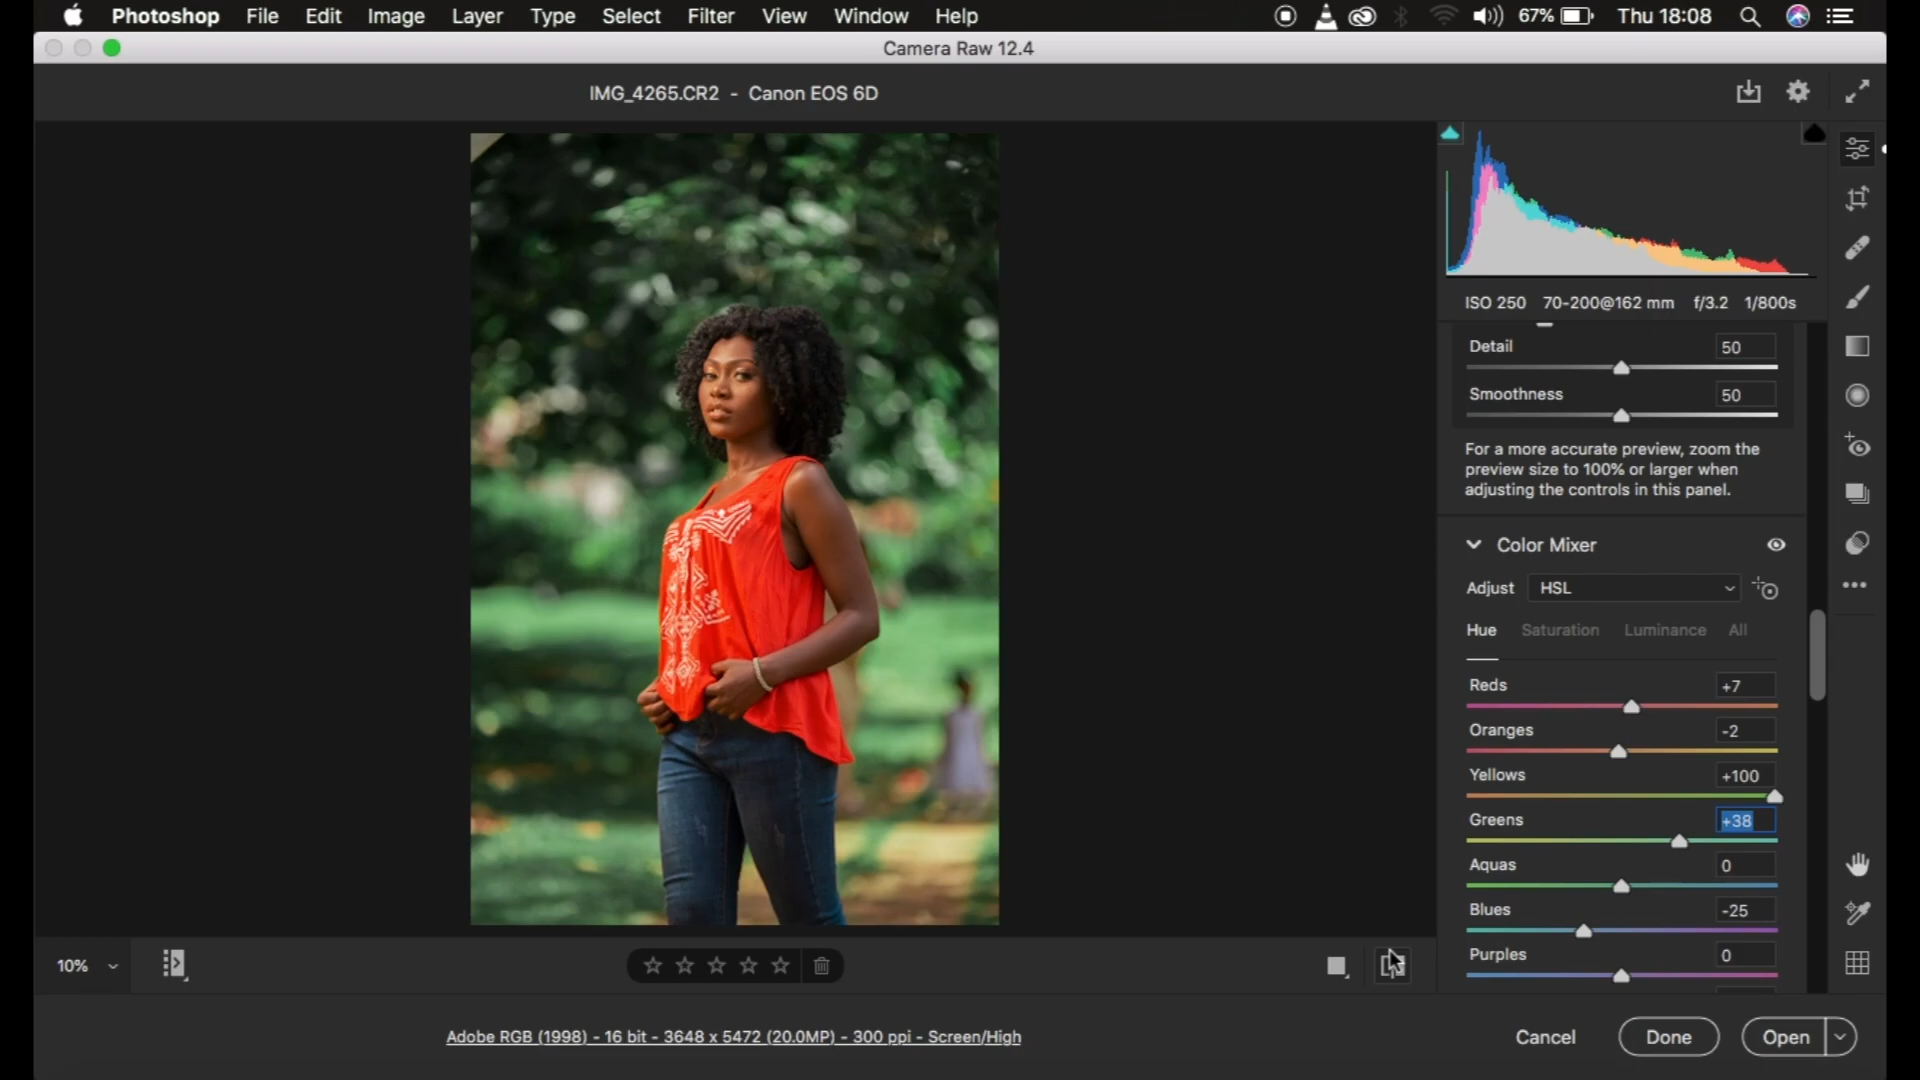 Photoshop File Edit Image Layer Type Select Filter View Window Help 67% Thu 18:08
Camera Raw 12.4
IMG_4265.CR2 - Canon EOS 6D
ISO 250 70-200@162 mm f/3.2 1/800s
Detail 50
Smoothness 50
For a more accurate preview, zoom the
preview size to 100% or larger when
adjusting the controls in this panel.
Color Mixer
Adjust HSL
Hue Saturation Luminance All
Reds +7
Oranges -2
Yellows +100
Greens +38
Aquas 0
Blues -25
Purples 0
10%
Adobe RGB (1998) - 16 bit - 3648 x 5472 (20.0MP) - 300 ppi - Screen/High
Cancel Done Open